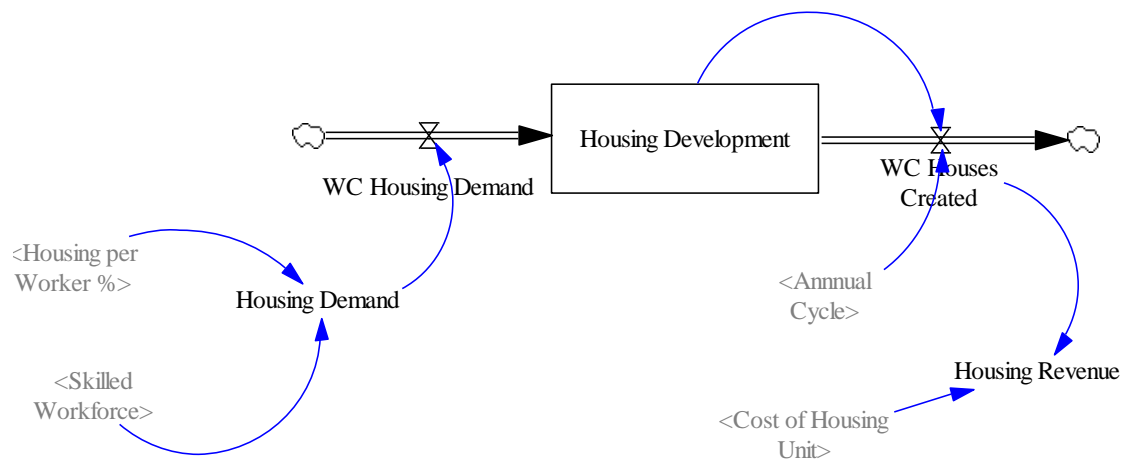 Housing Development
WC Housing Demand
WC Houses
Created
<Housing per
Worker %>
Housing Demand
<Annnual
Cycle>
<Skilled
Workforce>
Housing Revenue
<Cost of Housing
Unit>